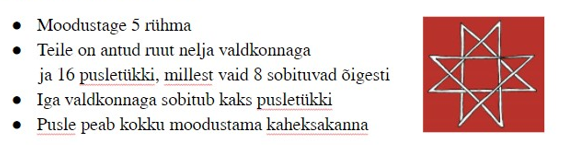 ● Moodustage 5 rühma
● Teile on antud ruut nelja valdkonnaga
ja 16 pusletükki, millest vaid 8 sobituvad õigesti
● Iga valdkonnaga sobitub kaks pusletükki
● Pusle peab kokku moodustama kaheksakanna